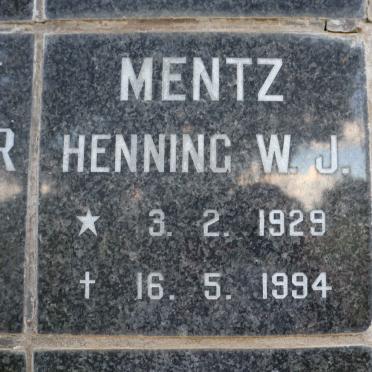 MENTZ
HENNING W. J.
★ 3. 2. 1929
† 16. 5. 1994
R